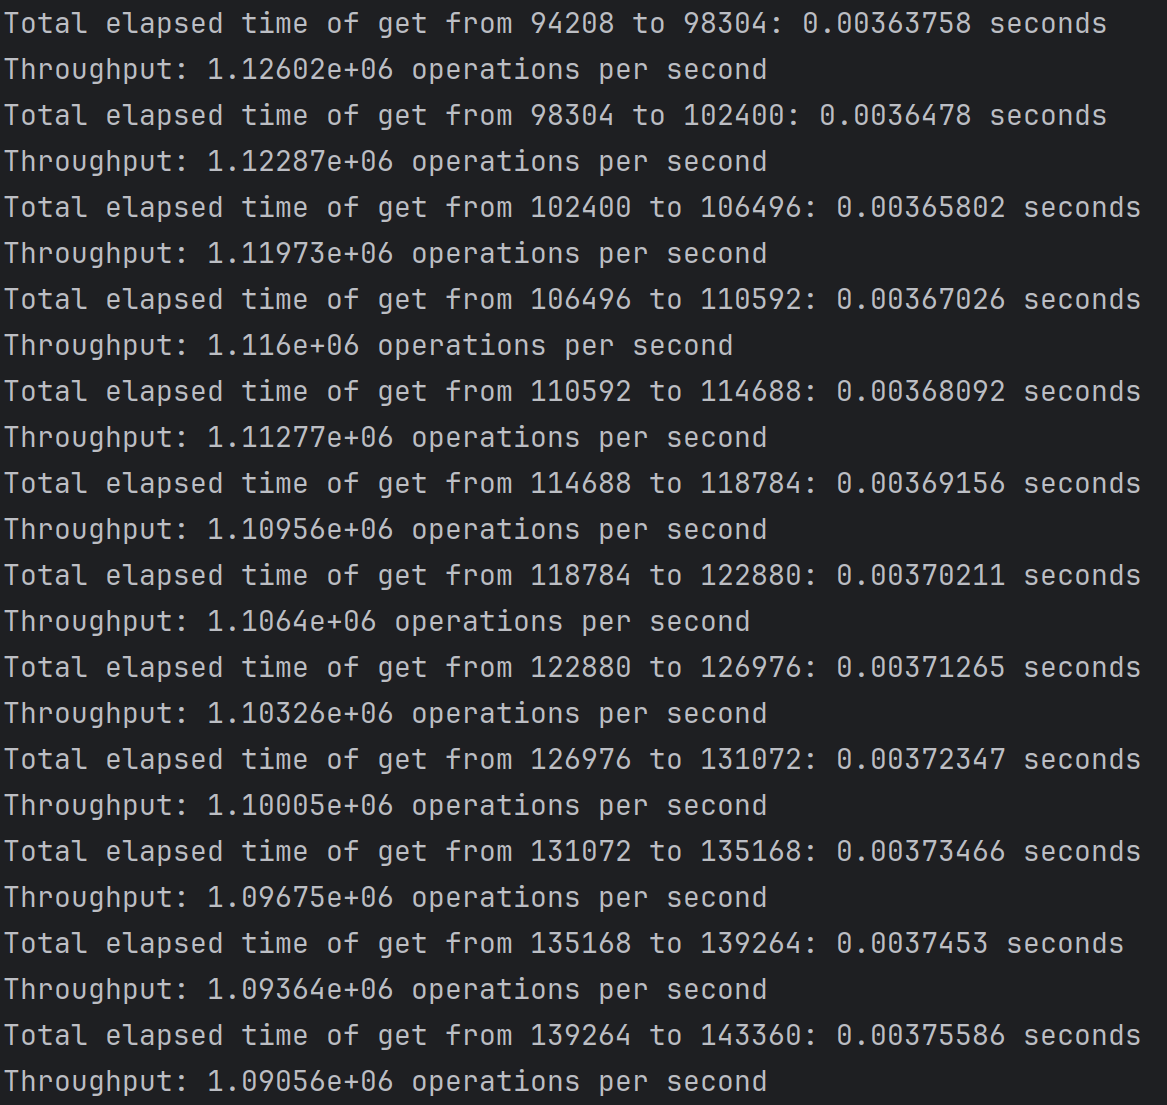 Total elapsed time of get from 94208 to 98304: 0.00363758 seconds
Throughput: 1.12602e+06 operations per second
Total elapsed time of get from 98304 to 102400: 0.0036478 seconds
Throughput: 1.12287e+06 operations per second
Total elapsed time of get from 102400 to 106496: 0.00365802 seconds
Throughput: 1.11973e+06 operations per second
Total elapsed time of get from 106496 to 110592: 0.00367026 seconds
Throughput: 1.116e+06 operations per second
Total elapsed time of get from 110592 to 114688: 0.00368092 seconds
Throughput: 1.11277e+06 operations per second
Total elapsed time of get from 114688 to 118784: 0.00369156 seconds
Throughput: 1.10956e+06 operations per second
Total elapsed time of get from 118784 to 122880: 0.00370211 seconds
Throughput: 1.1064e+06 operations per second
Total elapsed time of get from 122880 to 126976: 0.00371265 seconds
Throughput: 1.10326e+06 operations per second
Total elapsed time of get from 126976 to 131072: 0.00372347 seconds
Throughput: 1.10005e+06 operations per second
Total elapsed time of get from 131072 to 135168: 0.00373466 seconds
Throughput: 1.09675e+06 operations per second
Total elapsed time of get from 135168 to 139264: 0.0037453 seconds
Throughput: 1.09364e+06 operations per second
Total elapsed time of get from 139264 to 143360: 0.00375586 seconds
Throughput: 1.09056e+06 operations per second